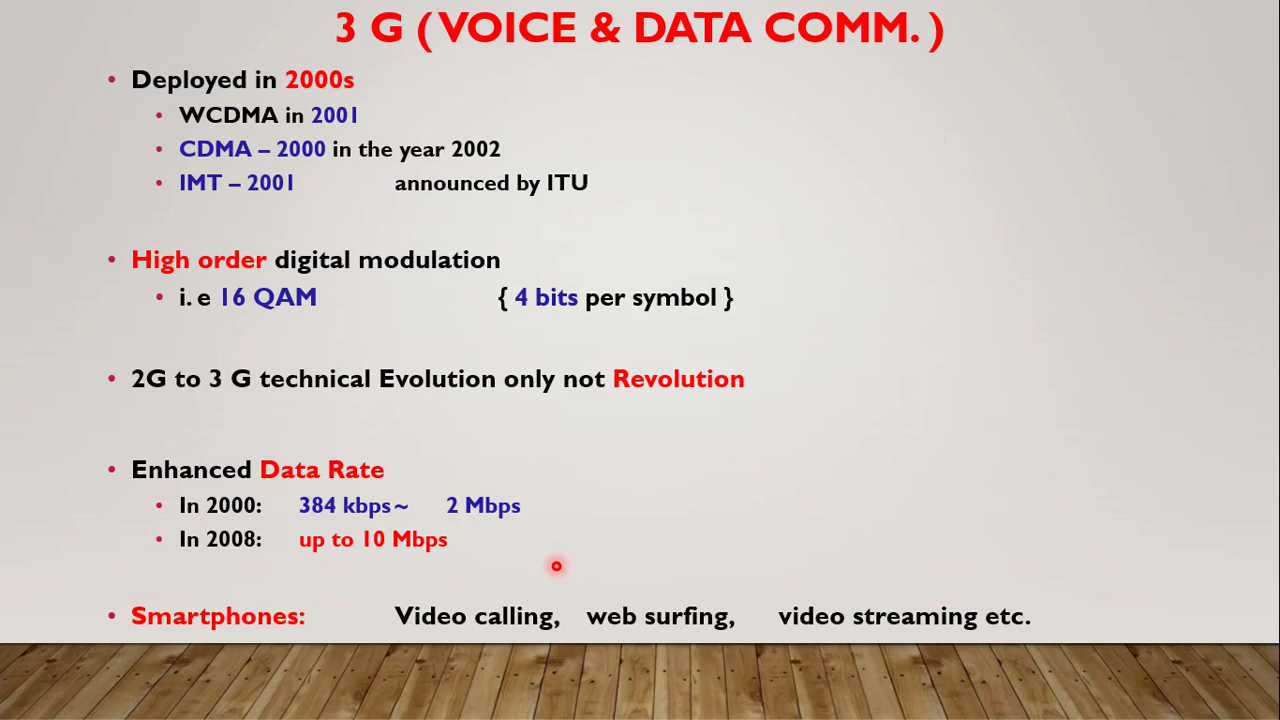 3 G ( VOICE & DATA COMM. )
• Deployed in 2000s
• WCDMA in 2001
• CDMA – 2000 in the year 2002
• IMT – 2001 announced by ITU
• High order digital modulation
• i. e 16 QAM { 4 bits per symbol }
• 2G to 3 G technical Evolution only not Revolution
• Enhanced Data Rate
• In 2000: 384 kbps~ 2 Mbps
• In 2008: up to 10 Mbps
• Smartphones: Video calling, web surfing, video streaming etc.